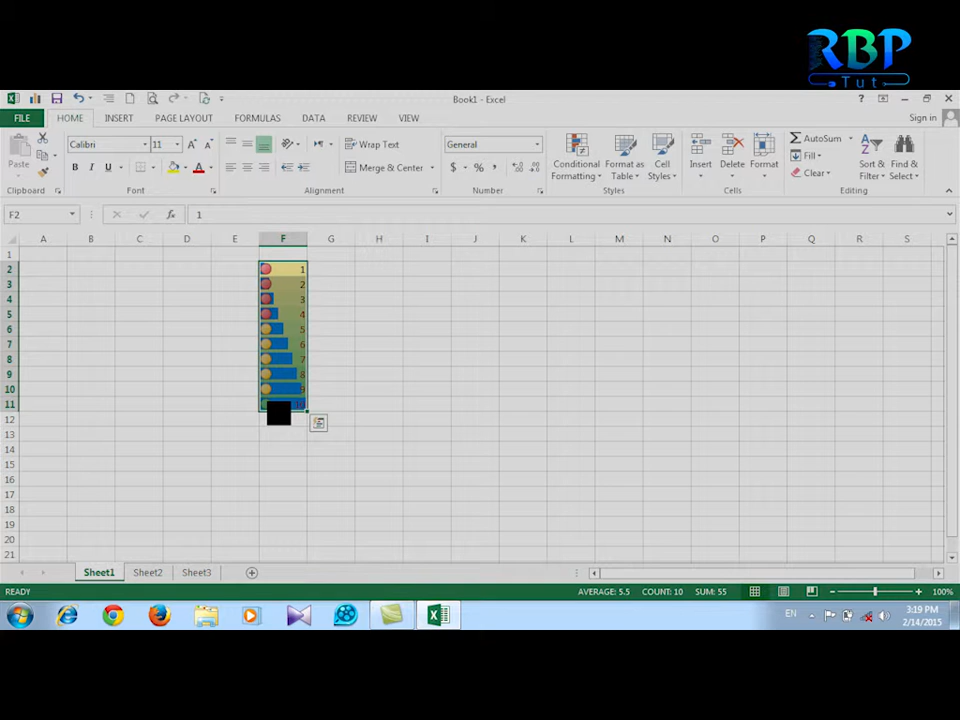 RBP
Tut
Book1 - Excel
?
FILE HOME INSERT PAGE LAYOUT FORMULAS DATA REVIEW VIEW Sign in
Paste
Calibri 11
B I U
Wrap Text
Merge & Center
General
$ % ,
Conditional Formatting
Format as Table
Cell Styles
Insert Delete Format
AutoSum
Fill
Clear
Sort & Filter
Find & Select
Clipboard Font Alignment Number Styles Cells Editing
F2 fx 1
A B C D E F G H I J K L M N O P Q R S
1
2 1
3 2
4 3
5 4
6 5
7 6
8 7
9 8
10 9
11
12
13
14
15
16
17
18
19
20
21
Sheet1 Sheet2 Sheet3
READY AVERAGE: 5.5 COUNT: 10 SUM: 55 100%
EN 3:19 PM
2/14/2015